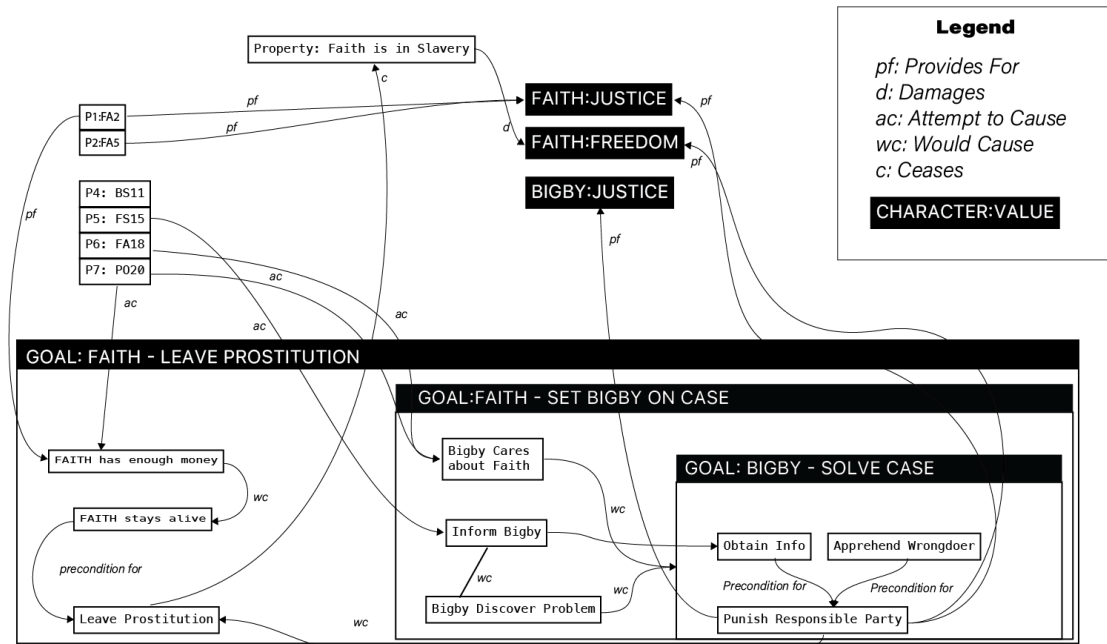 Legend
pf: Provides For
d: Damages
ac: Attempt to Cause
wc: Would Cause
c: Ceases
CHARACTER:VALUE
Property: Faith is in Slavery
c
pf
FAITH:JUSTICE
pf
P1:FA2
pf
d
FAITH:FREEDOM
P2:FA5
pf
BIGBY:JUSTICE
P4: BS11
P5: FS15
pf
P6: FA18
pf
P7: PO20
ac
ac
ac
GOAL: FAITH - LEAVE PROSTITUTION
GOAL:FAITH - SET BIGBY ON CASE
FAITH has enough money
Bigby Cares
about Faith
GOAL: BIGBY - SOLVE CASE
wc
wc
FAITH stays alive
Inform Bigby
Obtain Info
Apprehend Wrongdoer
precondition for
wc
wc
Precondition for
Precondition for
Leave Prostitution
Bigby Discover Problem
Punish Responsible Party
wc